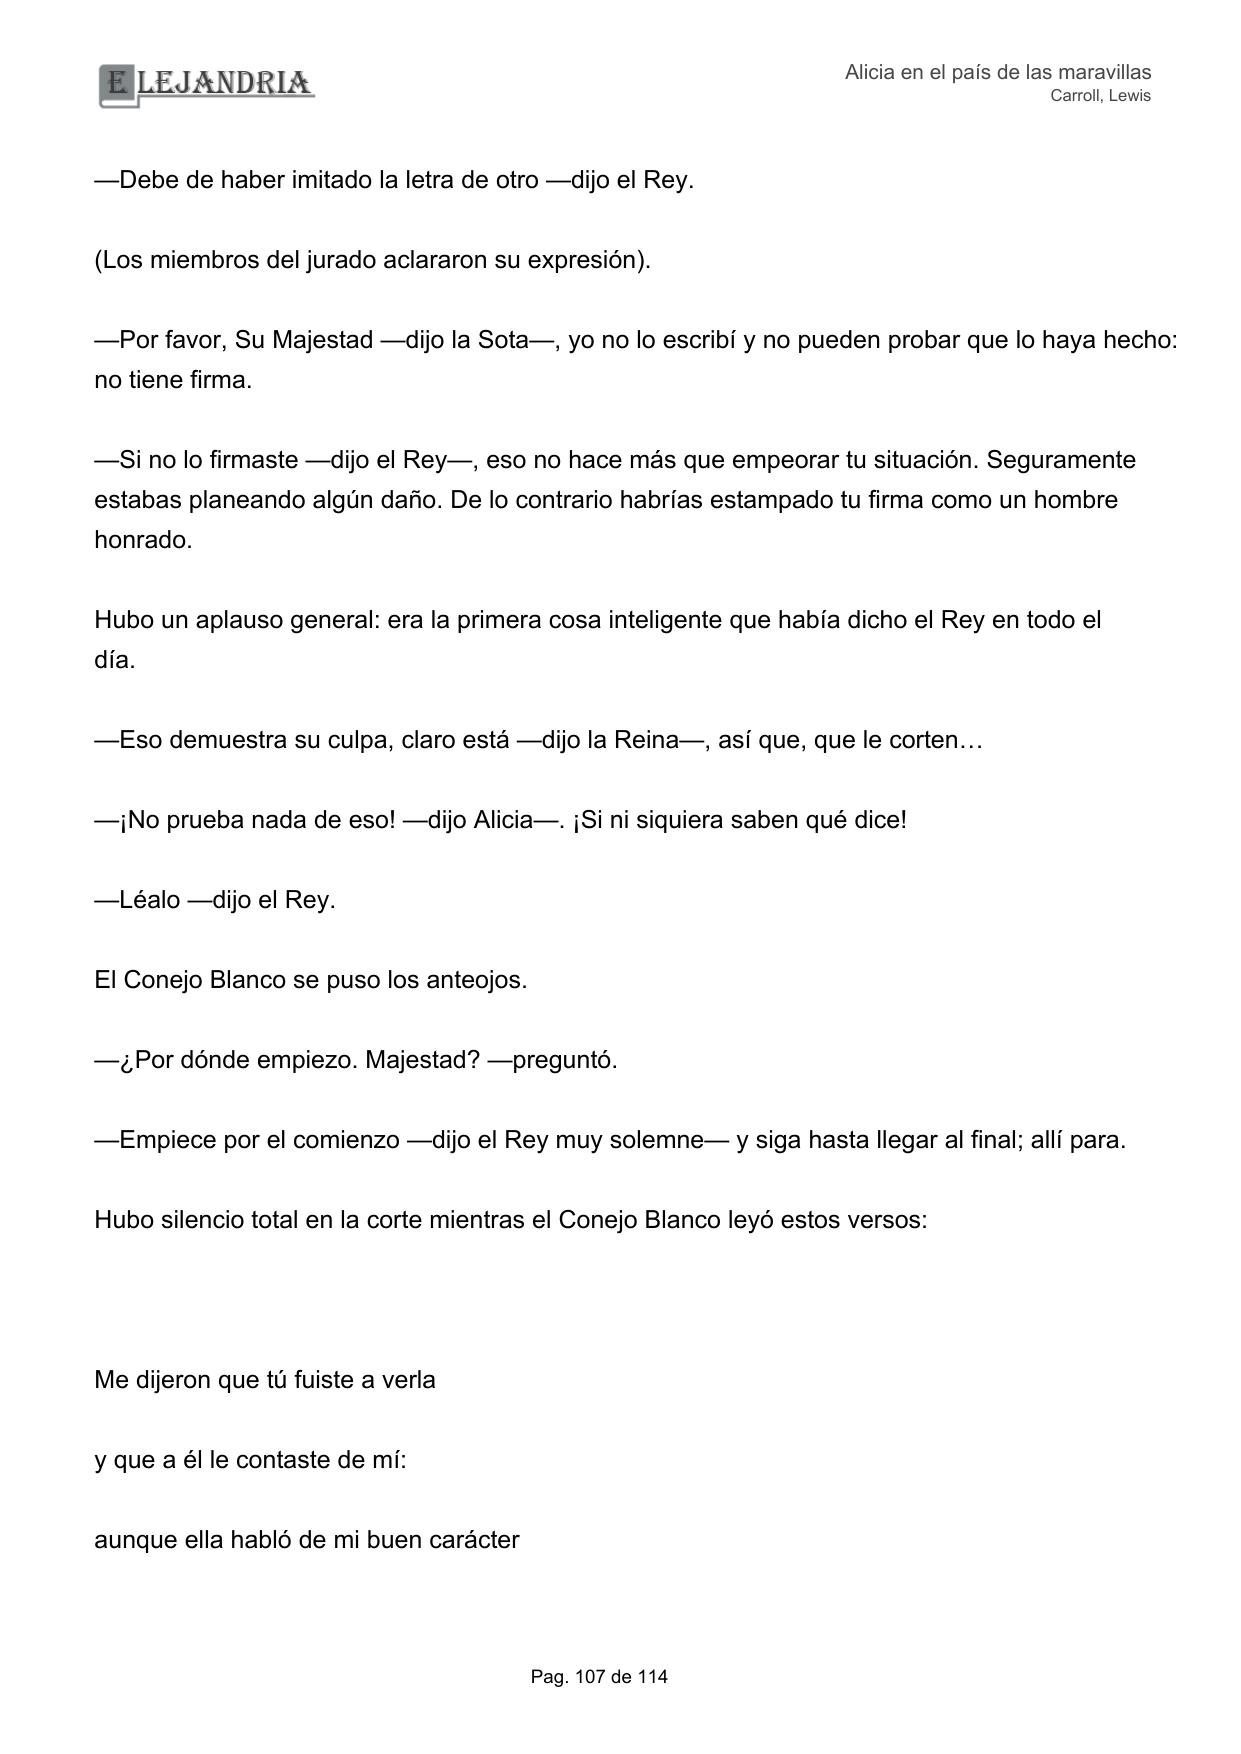 ELEJANDRIA
Alicia en el país de las maravillas
Carroll, Lewis
—Debe de haber imitado la letra de otro —dijo el Rey.
(Los miembros del jurado aclararon su expresión).
—Por favor, Su Majestad —dijo la Sota—, yo no lo escribí y no pueden probar que lo haya hecho:
no tiene firma.
—Si no lo firmaste —dijo el Rey—, eso no hace más que empeorar tu situación. Seguramente
estabas planeando algún daño. De lo contrario habrías estampado tu firma como un hombre
honrado.
Hubo un aplauso general: era la primera cosa inteligente que había dicho el Rey en todo el
día.
—Eso demuestra su culpa, claro está —dijo la Reina—, así que, que le corten…
—¡No prueba nada de eso! —dijo Alicia—. ¡Si ni siquiera saben qué dice!
—Léalo —dijo el Rey.
El Conejo Blanco se puso los anteojos.
—¿Por dónde empiezo. Majestad? —preguntó.
—Empiece por el comienzo —dijo el Rey muy solemne— y siga hasta llegar al final; allí para.
Hubo silencio total en la corte mientras el Conejo Blanco leyó estos versos:
Me dijeron que tú fuiste a verla
y que a él le contaste de mí:
aunque ella habló de mi buen carácter
Pag. 107 de 114